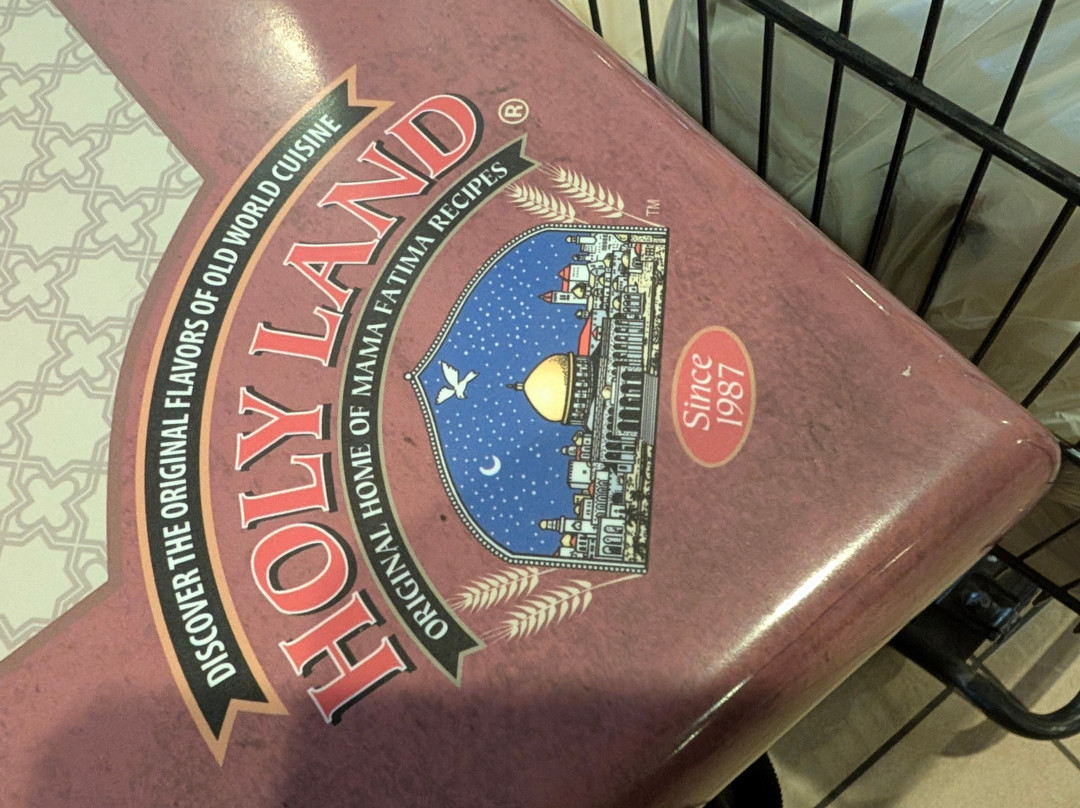 DISCOVER THE ORIGINAL FLAVORS OF OLD WORLD CUISINE
HOLY LAND®
ORIGINAL HOME OF MAMA FATIMA RECIPES
TM
Since
1987